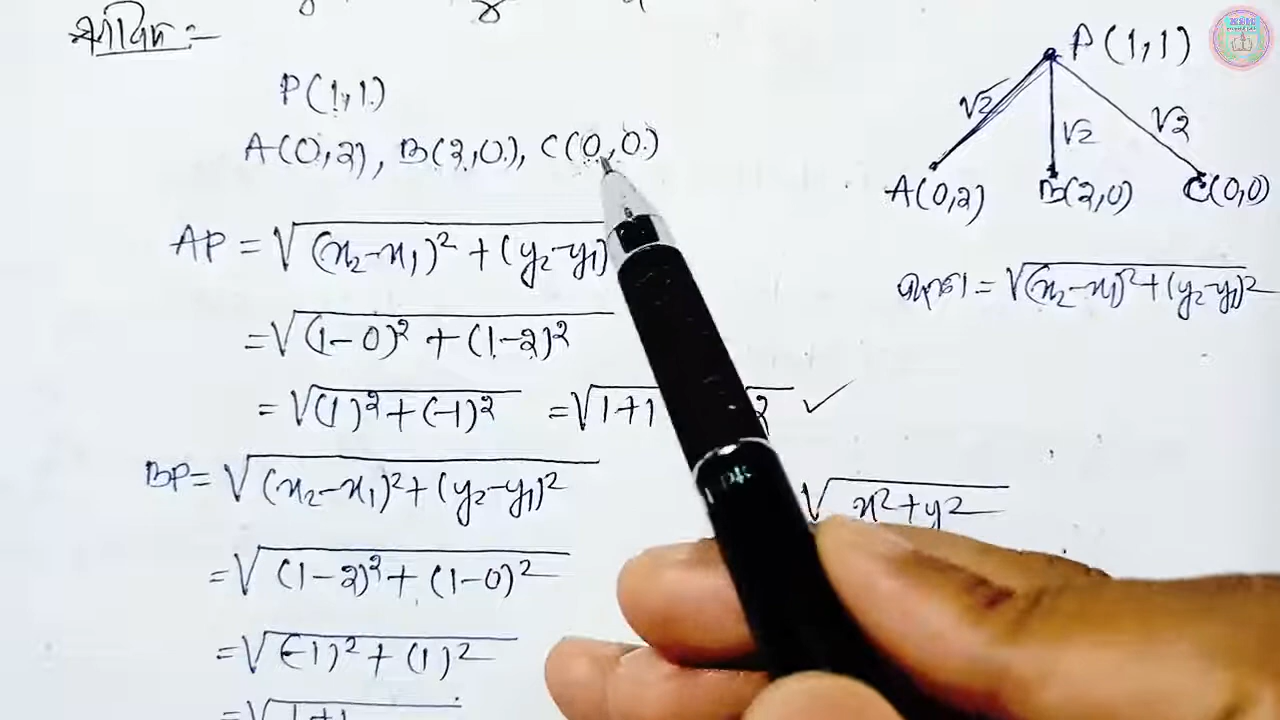 P(1,1)
A(0,2), B(2,0), C(0,0)
AP = √(x₂-x₁)² + (y₂-y₁)
= √(1-0)² + (1-2)²
= √(1)² + (-1)² = √1+1 2 ✓
BP = √(x₂-x₁)² + (y₂-y₁)²
= √(1-2)² + (1-0)²
= √(-1)² + (1)²
= √1+1
√x²+y²
P(1,1)
√2 √2 √2
A(0,2) B(2,0) C(0,0)
= √(x₂-x₁)² + (y₂-y₁)²